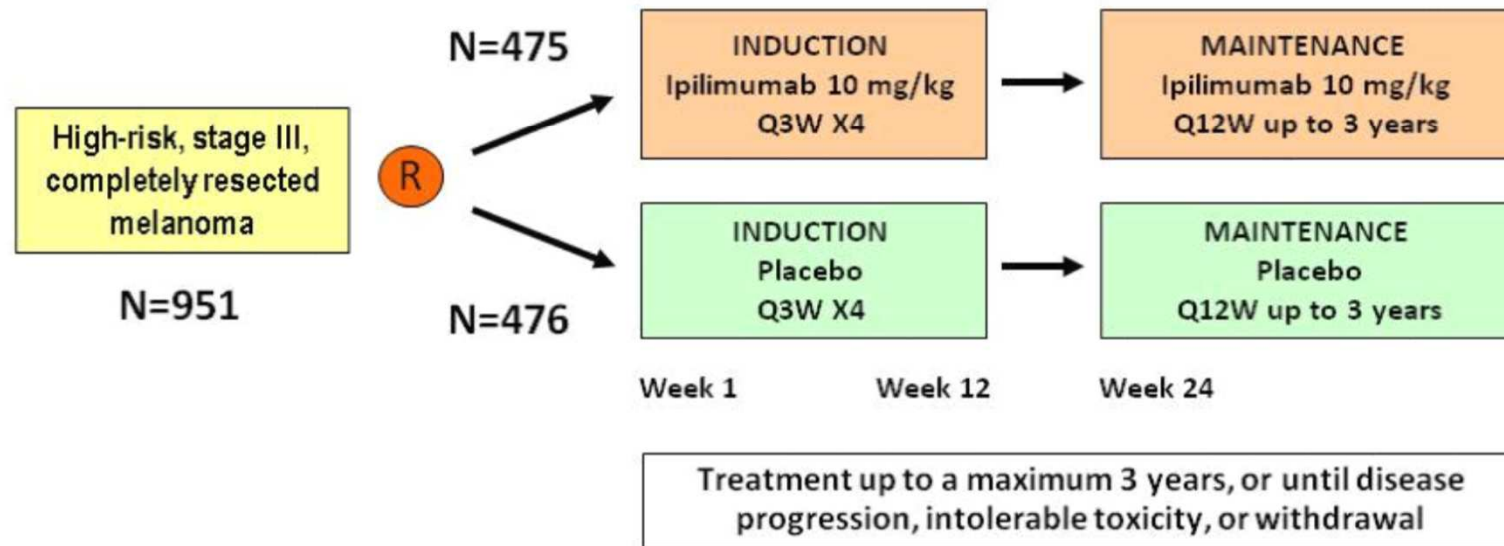 High-risk, stage III,
completely resected
melanoma
N=951
R
N=475
N=476
INDUCTION
Ipilimumab 10 mg/kg
Q3W X4
MAINTENANCE
Ipilimumab 10 mg/kg
Q12W up to 3 years
INDUCTION
Placebo
Q3W X4
MAINTENANCE
Placebo
Q12W up to 3 years
Week 1
Week 12
Week 24
Treatment up to a maximum 3 years, or until disease
progression, intolerable toxicity, or withdrawal